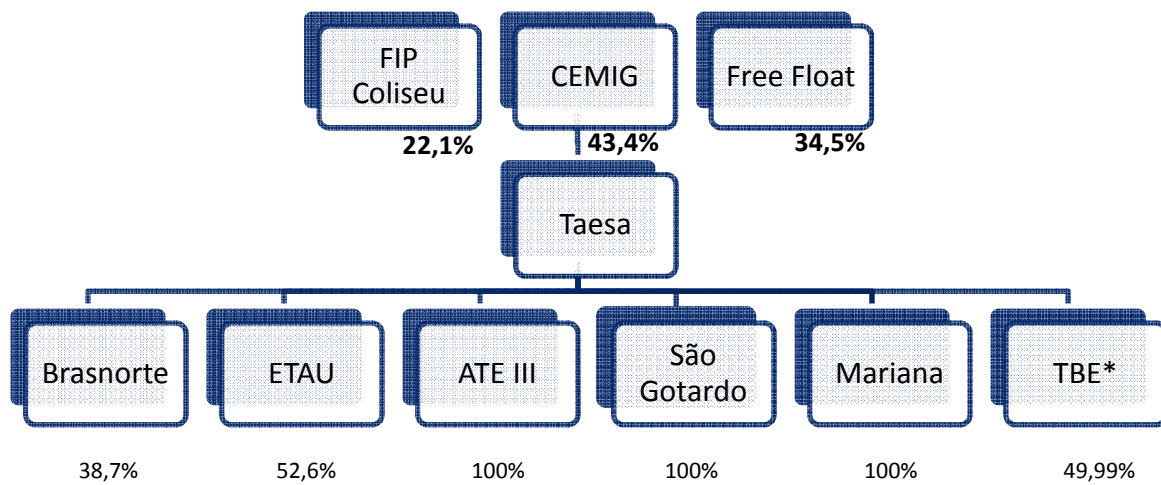 FIP
Coliseu
CEMIG
Free Float
22,1%
43,4%
34,5%
Taesa
Brasnorte
ETAU
ATE III
São
Gotardo
Mariana
TBE*
38,7%
52,6%
100%
100%
100%
49,99%